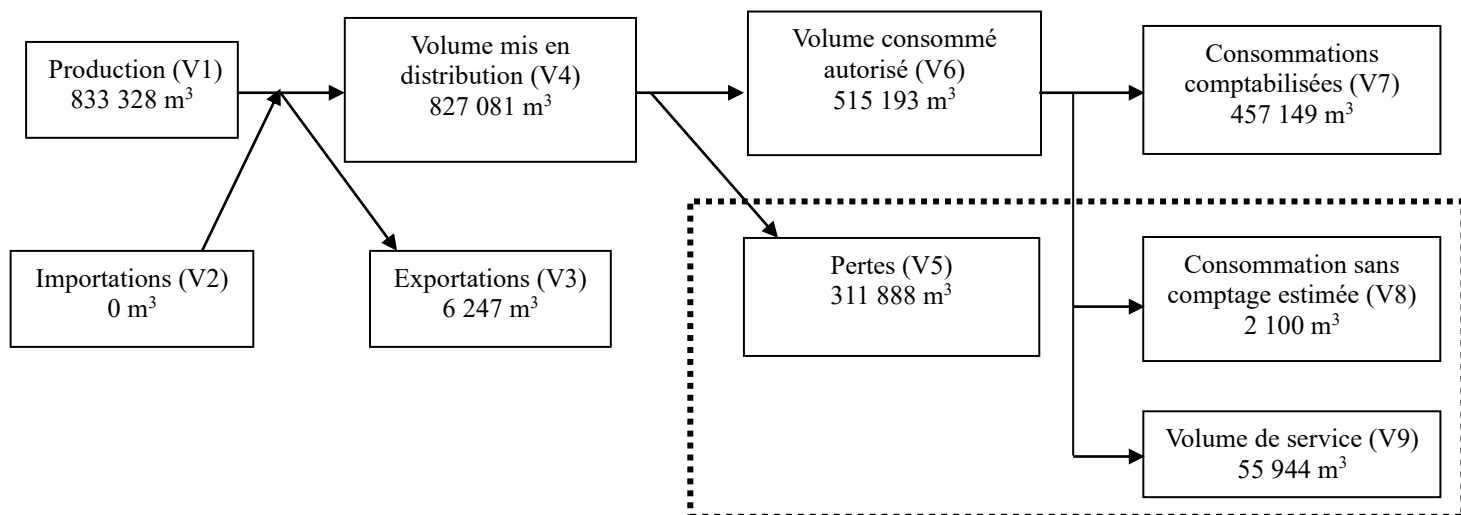 Production (V1)
833 328 m³
Volume mis en
distribution (V4)
827 081 m³
Volume consommé
autorisé (V6)
515 193 m³
Consommations
comptabilisées (V7)
457 149 m³
Importations (V2)
0 m³
Exportations (V3)
6 247 m³
Pertes (V5)
311 888 m³
Consommation sans
comptage estimée (V8)
2 100 m³
Volume de service (V9)
55 944 m³